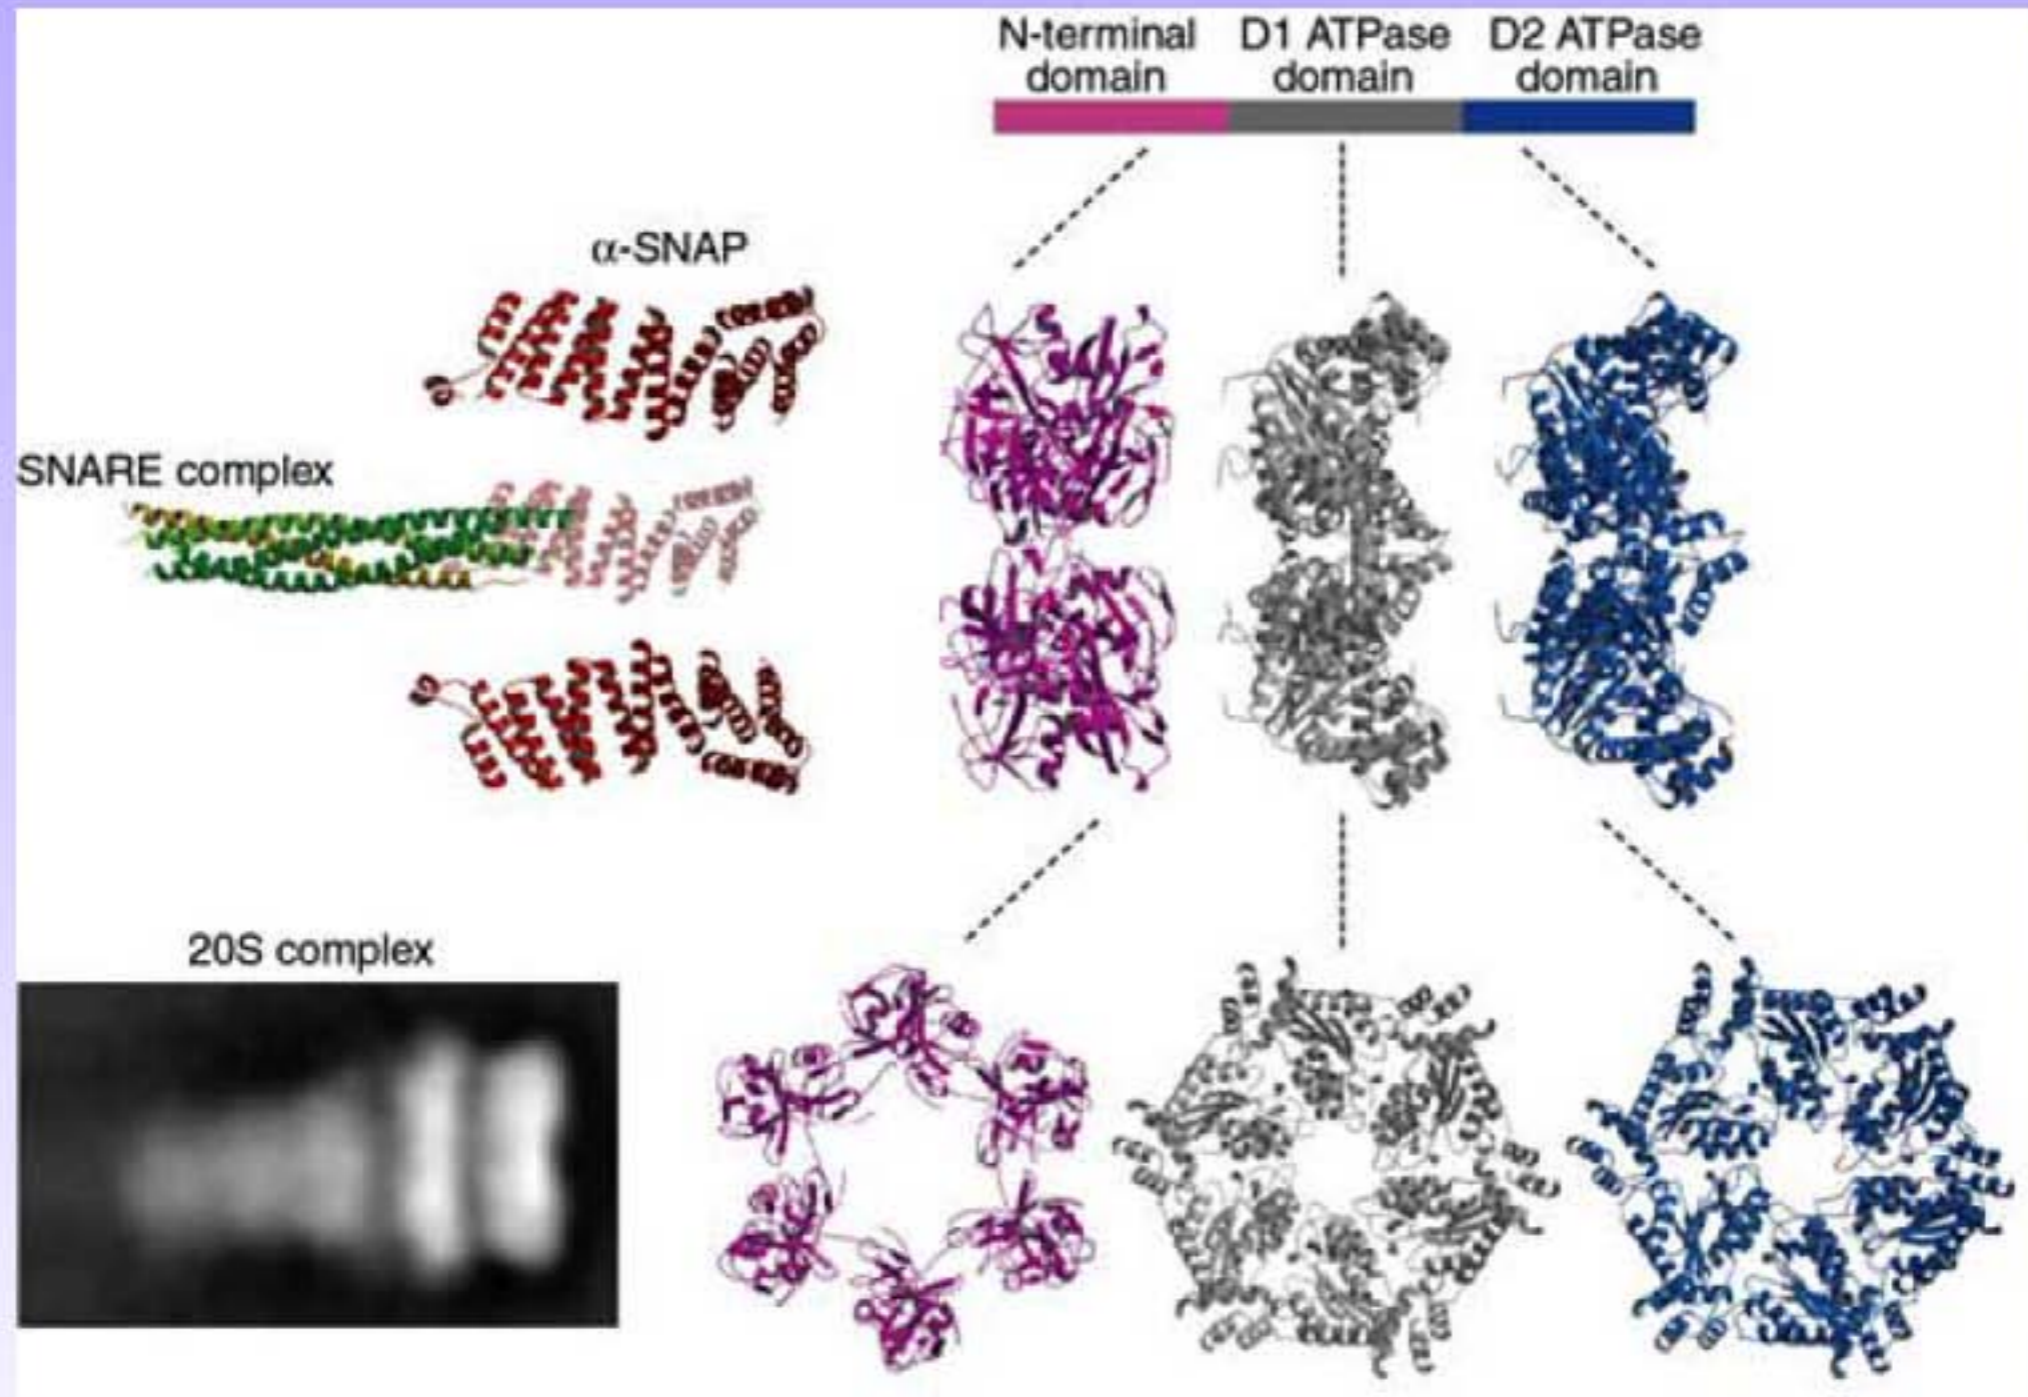 N-terminal domain
D1 ATPase domain
D2 ATPase domain
α-SNAP
SNARE complex
20S complex